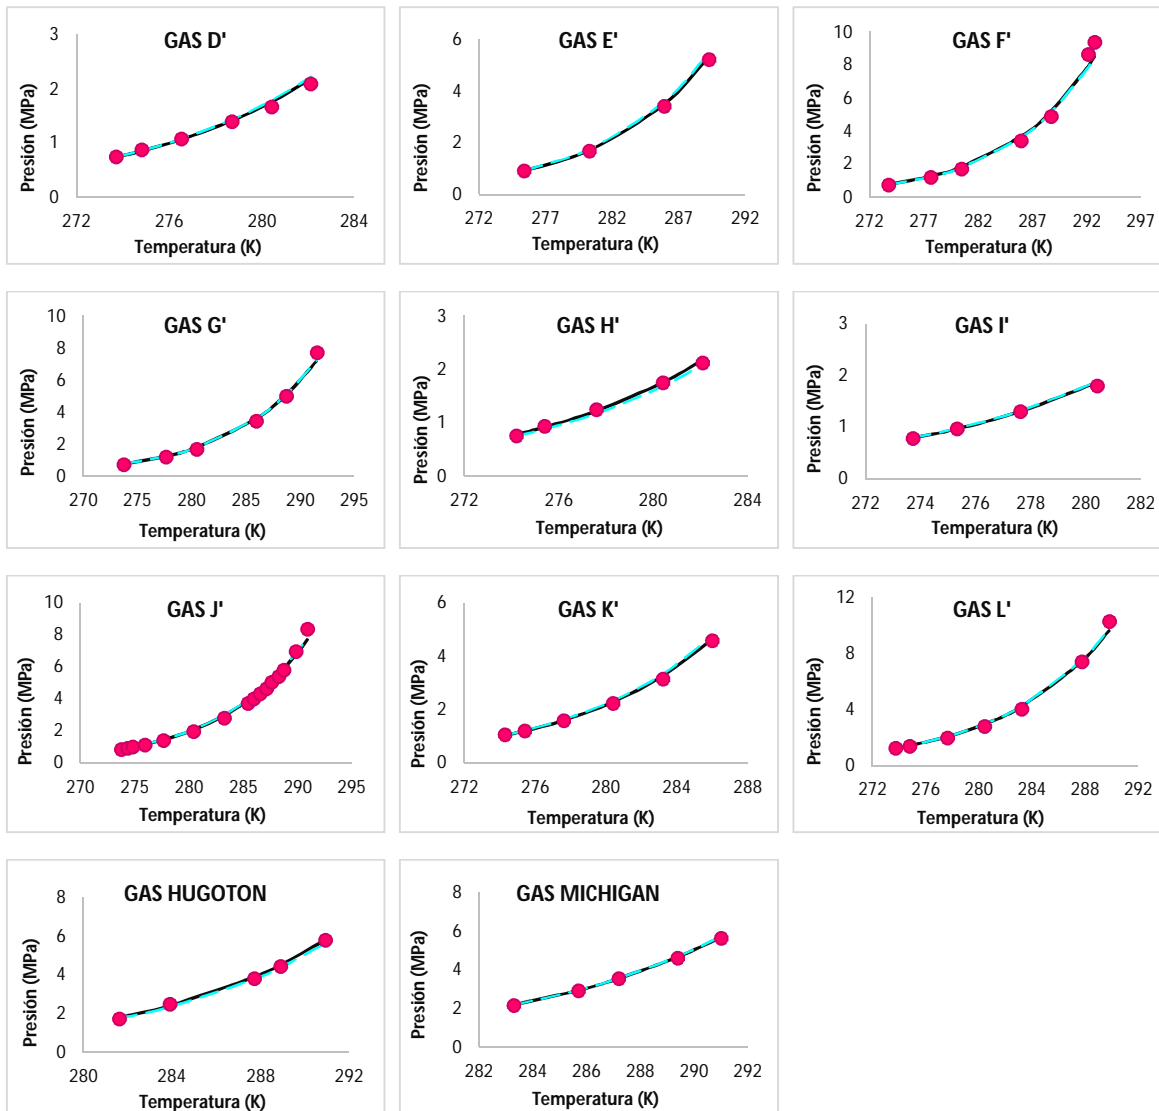 GAS D'
Presión (MPa)
3
2
1
0
272 276 280 284
Temperatura (K)
GAS E'
Presión (MPa)
6
4
2
0
272 277 282 287 292
Temperatura (K)
GAS F'
Presión (MPa)
10
8
6
4
2
0
272 277 282 287 292 297
Temperatura (K)
GAS G'
Presión (MPa)
10
8
6
4
2
0
270 275 280 285 290 295
Temperatura (K)
GAS H'
Presión (MPa)
3
2
1
0
272 276 280 284
Temperatura (K)
GAS I'
Presión (MPa)
3
2
1
0
272 274 276 278 280 282
Temperatura (K)
GAS J'
Presión (MPa)
10
8
6
4
2
0
270 275 280 285 290 295
Temperatura (K)
GAS K'
Presión (MPa)
6
4
2
0
272 276 280 284 288
Temperatura (K)
GAS L'
Presión (MPa)
12
8
4
0
272 276 280 284 288 292
Temperatura (K)
GAS HUGOTON
Presión (MPa)
8
6
4
2
0
280 284 288 292
Temperatura (K)
GAS MICHIGAN
Presión (MPa)
8
6
4
2
0
282 284 286 288 290 292
Temperatura (K)